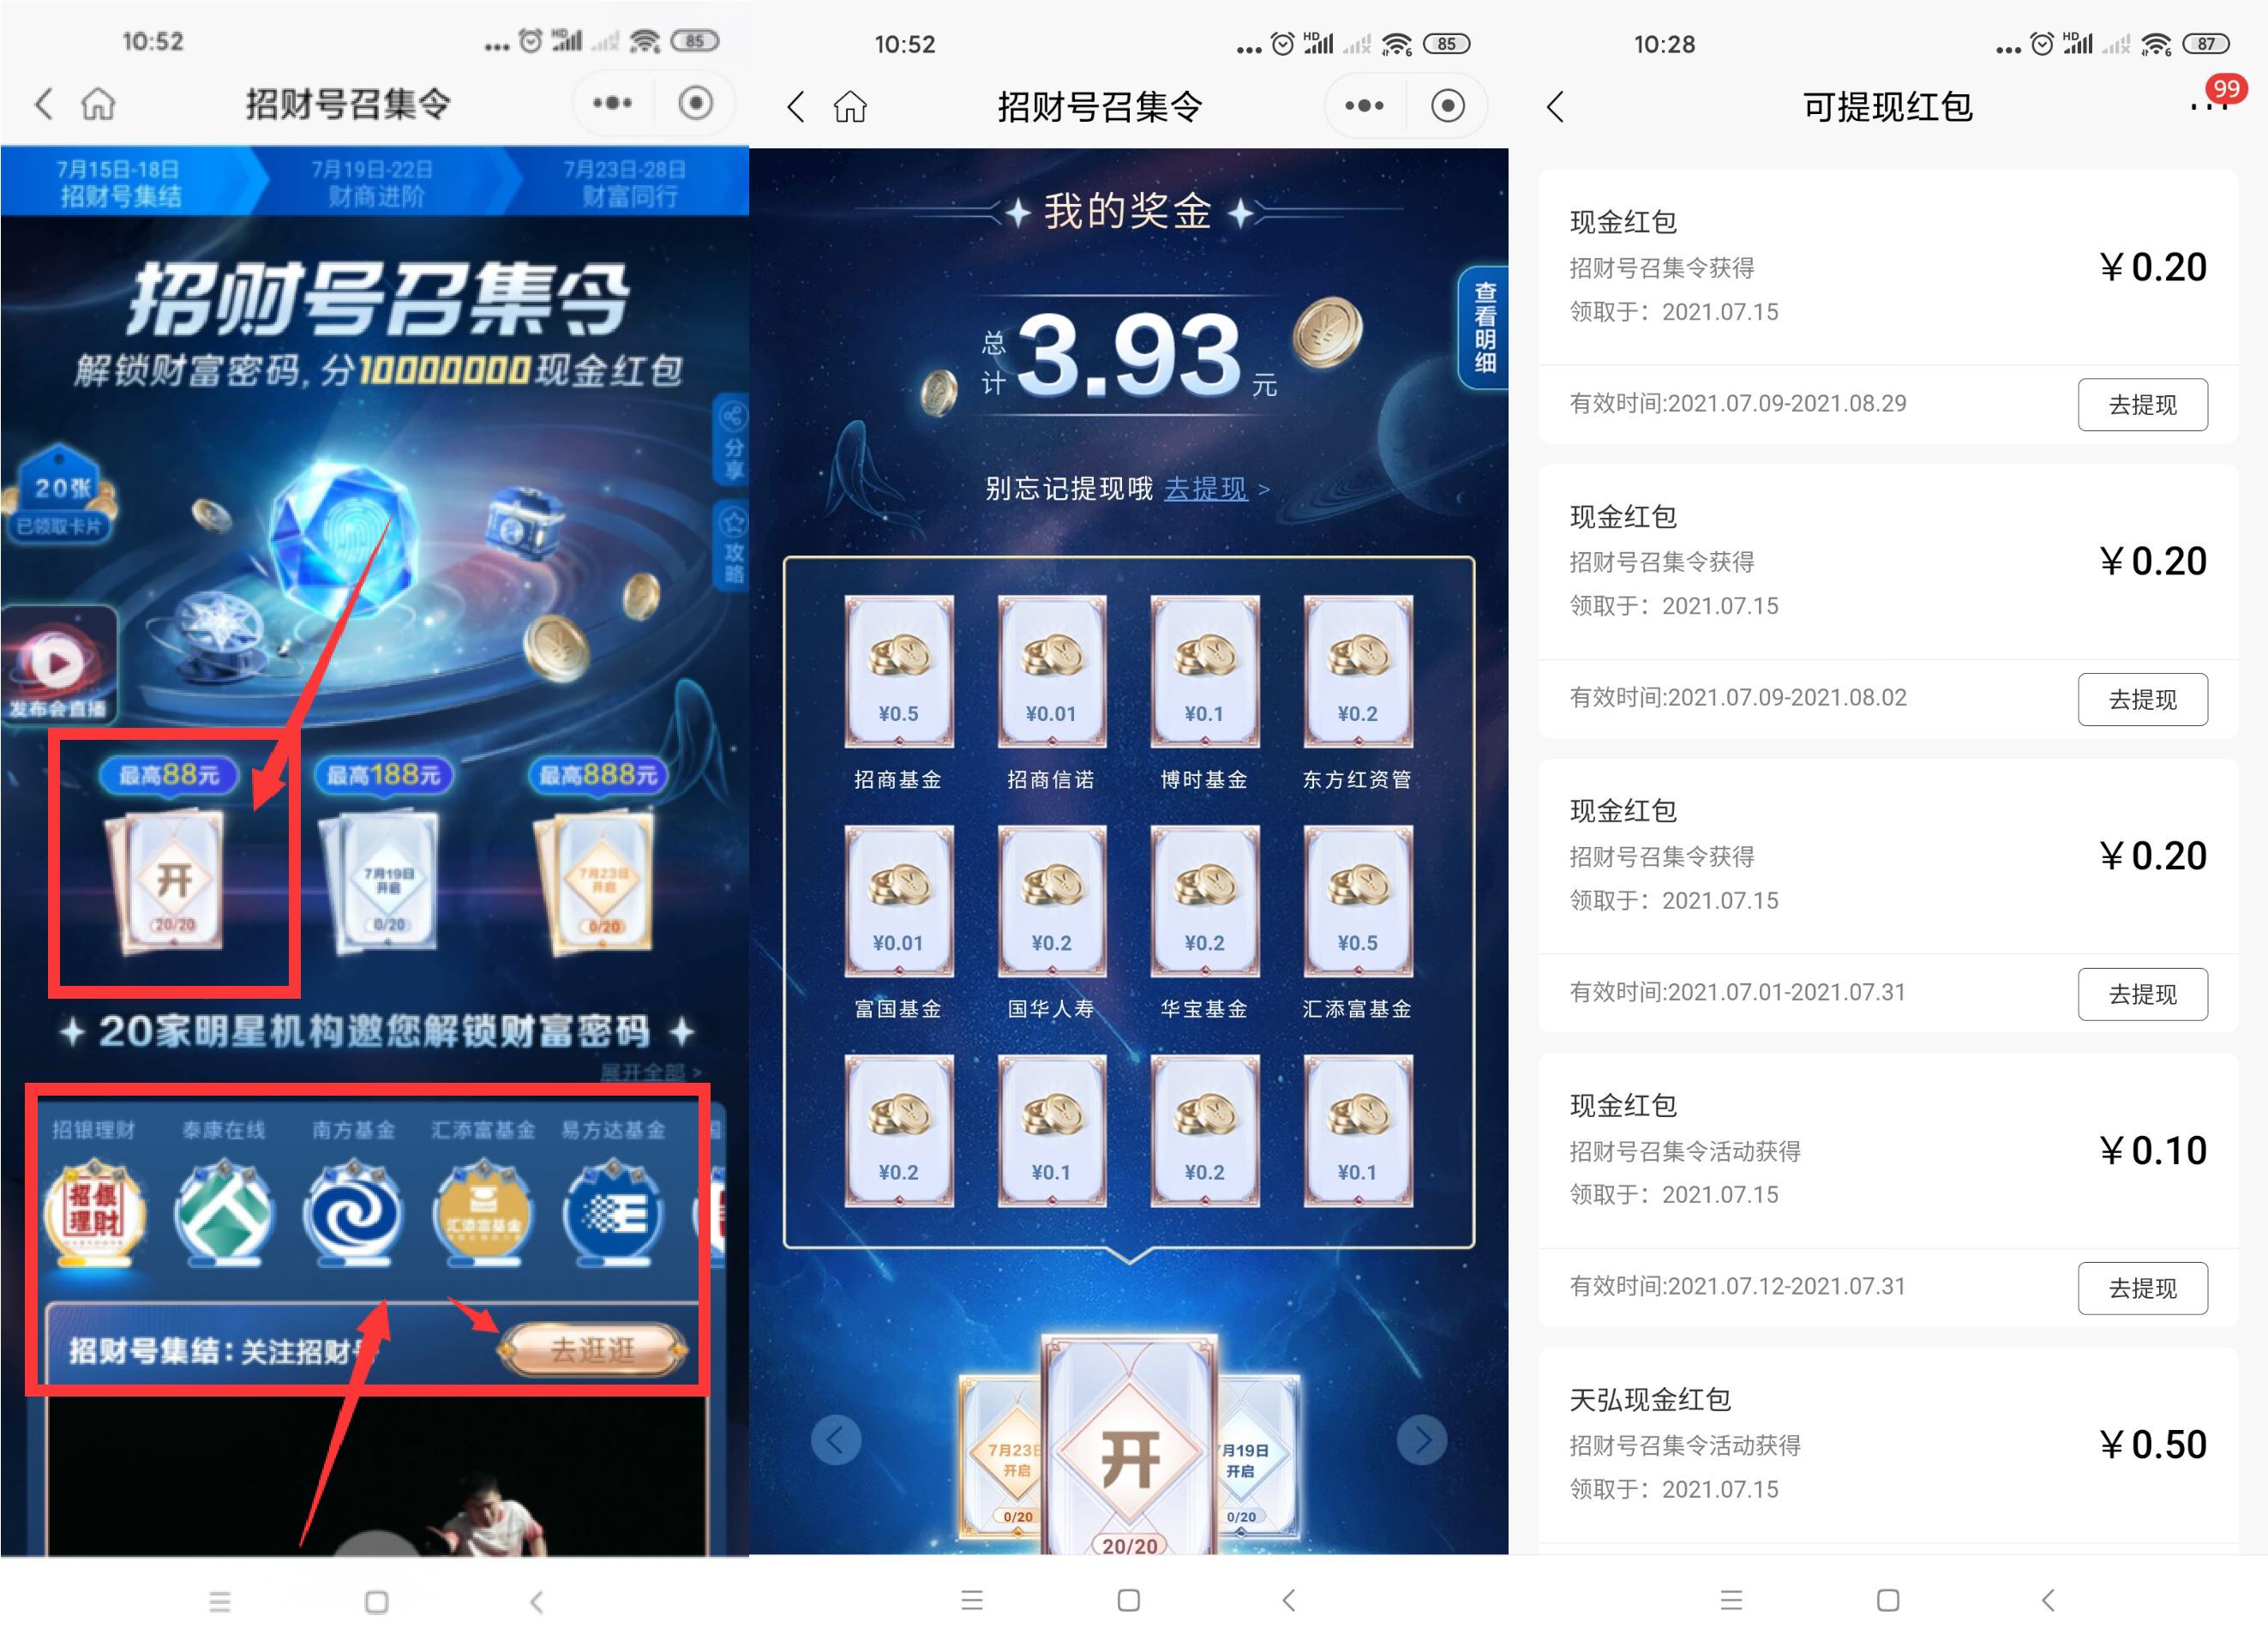 10:52
HD
6
85
招财号召集令
7月15日-18日
招财号集结
7月19日-22日
财商进阶
7月23日-28日
财富同行
招财号召集令
解锁财富密码,分10000000现金红包
分享
20张
已领取卡片
攻略
发布会直播
最高88元
最高188元
最高888元
开
20/20
7月19日
开启
0/20
7月23日
开启
0/20
20家明星机构邀您解锁财富密码
展开全部 >
招银理财
泰康在线
南方基金
汇添富基金
易方达基金
招银
理财
汇添富基金
招财号集结:关注招财号
去逛逛
10:52
HD
6
85
招财号召集令
我的奖金
查看明细
总计
3.93
元
别忘记提现哦 去提现 >
¥0.5
¥0.01
¥0.1
¥0.2
招商基金
招商信诺
博时基金
东方红资管
¥0.01
¥0.2
¥0.2
¥0.5
富国基金
国华人寿
华宝基金
汇添富基金
¥0.2
¥0.1
¥0.2
¥0.1
7月23日
开启
0/20
开
20/20
7月19日
开启
0/20
10:28
HD
6
87
可提现红包
99
现金红包
招财号召集令获得
领取于：2021.07.15
¥0.20
有效时间:2021.07.09-2021.08.29
去提现
现金红包
招财号召集令获得
领取于：2021.07.15
¥0.20
有效时间:2021.07.09-2021.08.02
去提现
现金红包
招财号召集令获得
领取于：2021.07.15
¥0.20
有效时间:2021.07.01-2021.07.31
去提现
现金红包
招财号召集令活动获得
领取于：2021.07.15
¥0.10
有效时间:2021.07.12-2021.07.31
去提现
天弘现金红包
招财号召集令活动获得
领取于：2021.07.15
¥0.50